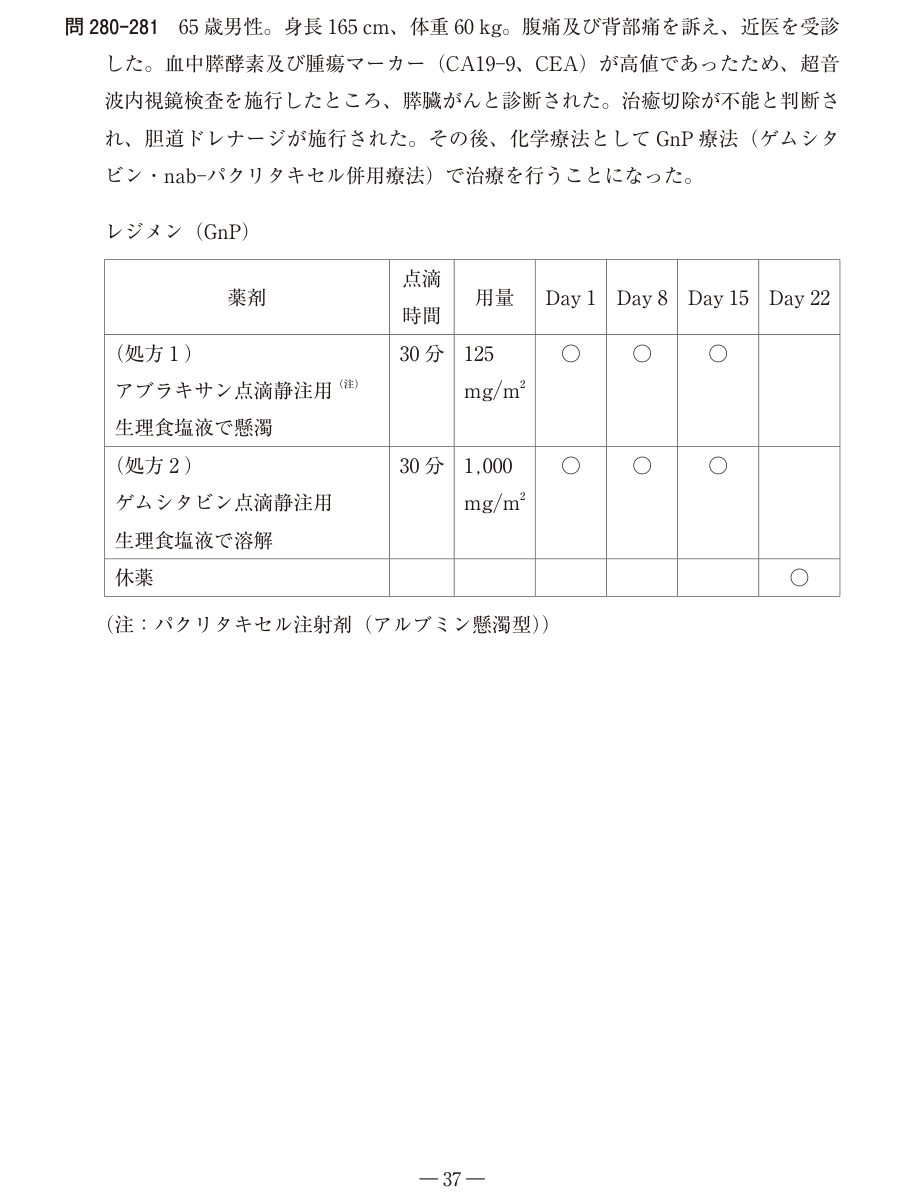 問 280-281　65 歳男性。身長 165 cm、体重 60 kg。腹痛及び背部痛を訴え、近医を受診
した。血中膵酵素及び腫瘍マーカー（CA19-9、CEA）が高値であったため、超音
波内視鏡検査を施行したところ、膵臓がんと診断された。治癒切除が不能と判断さ
れ、胆道ドレナージが施行された。その後、化学療法として GnP 療法（ゲムシタ
ビン・nab-パクリタキセル併用療法）で治療を行うことになった。
レジメン（GnP）
薬剤 点滴時間 用量 Day 1 Day 8 Day 15 Day 22
（処方１） 30 分 125 ○ ○ ○
アブラキサン点滴静注用（注） mg/m²
生理食塩液で懸濁
（処方２） 30 分 1,000 ○ ○ ○
ゲムシタビン点滴静注用 mg/m²
生理食塩液で溶解
休薬 ○
（注：パクリタキセル注射剤（アルブミン懸濁型））
― 37 ―